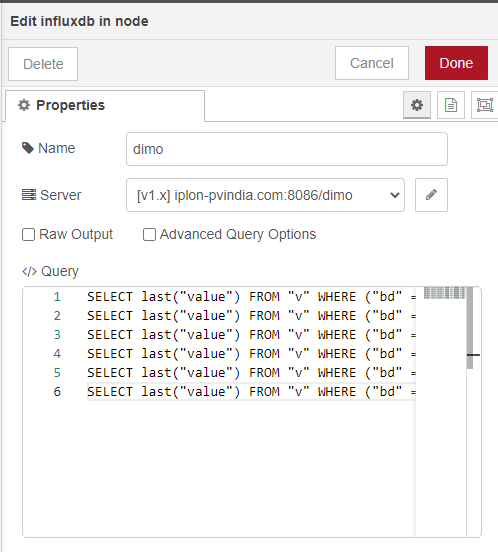 Edit influxdb in node
Delete Cancel Done
Properties
Name dimo
Server [v1.x] iplon-pvindia.com:8086/dimo
Raw Output Advanced Query Options
</> Query
1 SELECT last("value") FROM "v" WHERE ("bd" =
2 SELECT last("value") FROM "v" WHERE ("bd" =
3 SELECT last("value") FROM "v" WHERE ("bd" =
4 SELECT last("value") FROM "v" WHERE ("bd" =
5 SELECT last("value") FROM "v" WHERE ("bd" =
6 SELECT last("value") FROM "v" WHERE ("bd" =